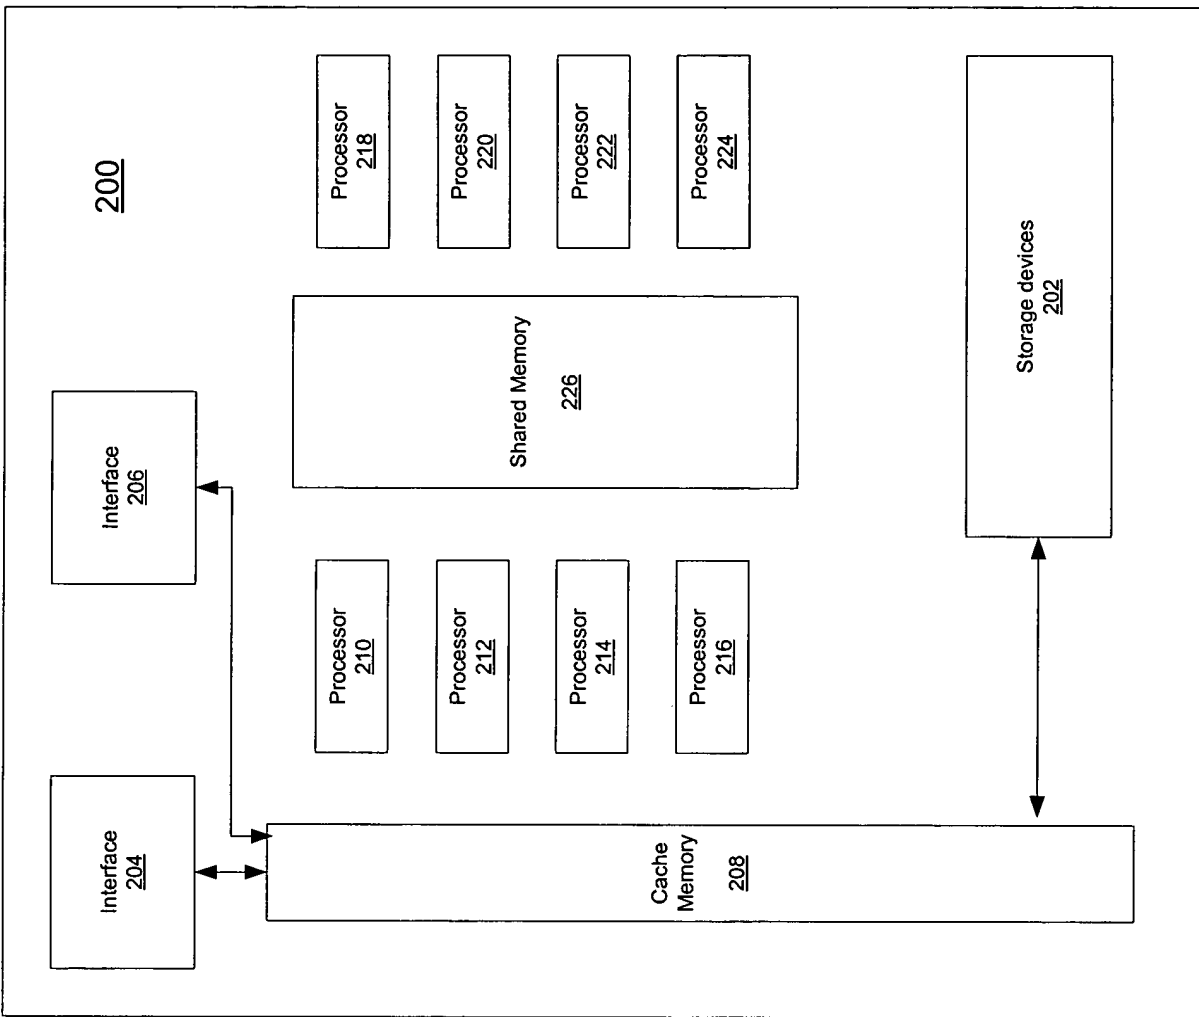 200
Interface
204
Interface
206
Cache
Memory
208
Processor
210
Processor
212
Processor
214
Processor
216
Shared Memory
226
Processor
218
Processor
220
Processor
222
Processor
224
Storage devices
202